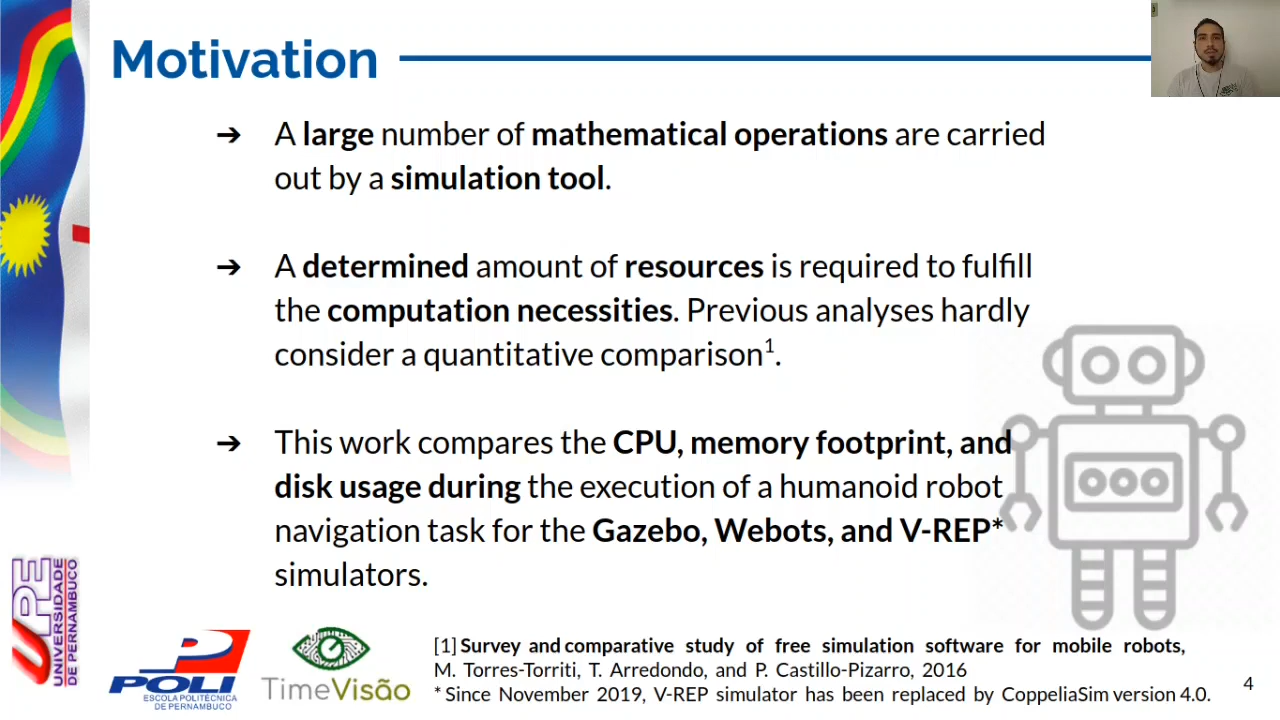 Motivation
➔ A large number of mathematical operations are carried
out by a simulation tool.
➔ A determined amount of resources is required to fulfill
the computation necessities. Previous analyses hardly
consider a quantitative comparison¹.
➔ This work compares the CPU, memory footprint, and
disk usage during the execution of a humanoid robot
navigation task for the Gazebo, Webots, and V-REP*
simulators.
UPE
UNIVERSIDADE
DE PERNAMBUCO
POLI
ESCOLA POLITÉCNICA
DE PERNAMBUCO
TimeVisão
[1] Survey and comparative study of free simulation software for mobile robots,
M. Torres-Torriti, T. Arredondo, and P. Castillo-Pizarro, 2016
* Since November 2019, V-REP simulator has been replaced by CoppeliaSim version 4.0.
4